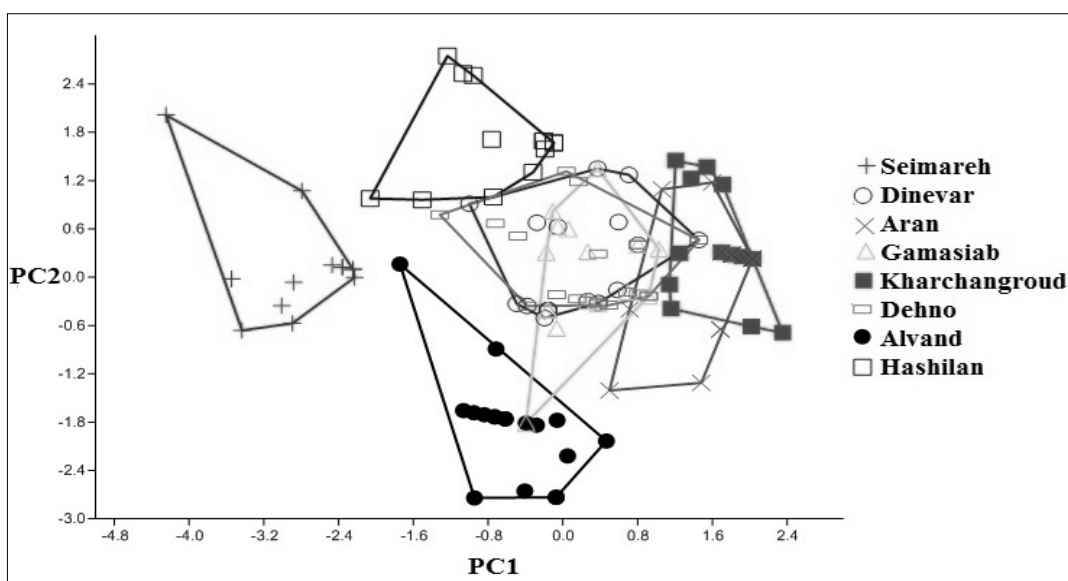 2.4
1.8
1.2
0.6
PC2 0.0
-0.6
-1.2
-1.8
-2.4
-3.0
-4.8 -4.0 -3.2 -2.4 -1.6 -0.8 0.0 0.8 1.6 2.4
PC1
Seimareh
Dinevar
Aran
Gamasiab
Kharchangroud
Dehno
Alvand
Hashilan